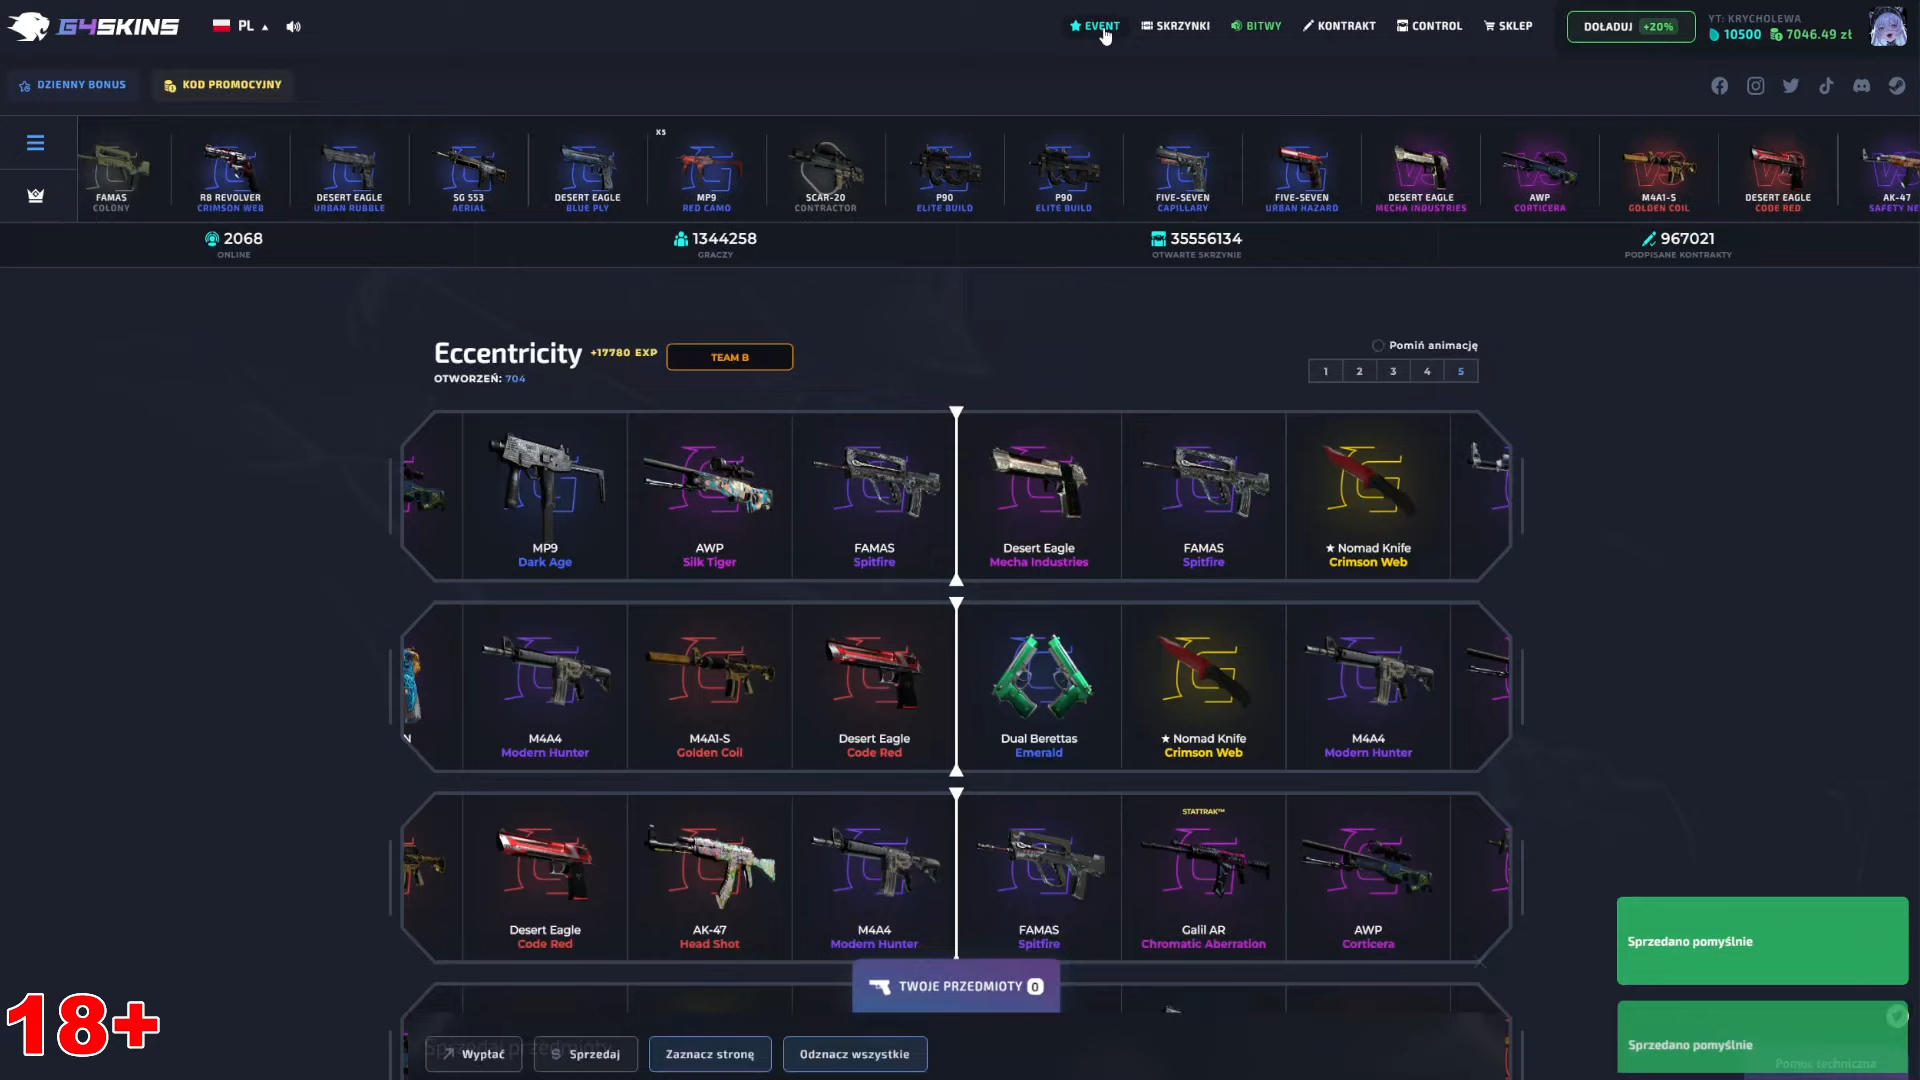 G4SKINS
PL
EVENT
SKRZYNKI
BITWY
KONTRAKT
CONTROL
SKLEP
DOŁADUJ +20%
YT: KRYCHOLEWA
10500 7046.49 zł
DZIENNY BONUS
KOD PROMOCYJNY
X5
FAMAS
COLONY
R8 REVOLVER
CRIMSON WEB
DESERT EAGLE
URBAN RUBBLE
SG 553
AERIAL
DESERT EAGLE
BLUE PLY
MP9
RED CAMO
SCAR-20
CONTRACTOR
P90
ELITE BUILD
P90
ELITE BUILD
FIVE-SEVEN
CAPILLARY
FIVE-SEVEN
URBAN HAZARD
DESERT EAGLE
MECHA INDUSTRIES
AWP
CORTICERA
M4A1-S
GOLDEN COIL
DESERT EAGLE
CODE RED
AK-47
SAFETY NE
2068
ONLINE
1344258
GRACZY
35556134
OTWARTE SKRZYNIE
967021
PODPISANE KONTRAKTY
Eccentricity +17780 EXP
TEAM B
OTWORZEŃ: 704
Pomiń animację
1 2 3 4 5
MP9
Dark Age
AWP
Silk Tiger
FAMAS
Spitfire
Desert Eagle
Mecha Industries
FAMAS
Spitfire
★ Nomad Knife
Crimson Web
M4A4
Modern Hunter
M4A1-S
Golden Coil
Desert Eagle
Code Red
Dual Berettas
Emerald
★ Nomad Knife
Crimson Web
M4A4
Modern Hunter
Desert Eagle
Code Red
AK-47
Head Shot
M4A4
Modern Hunter
FAMAS
Spitfire
STATTRAK™
Galil AR
Chromatic Aberration
AWP
Corticera
TWOJE PRZEDMIOTY 0
Wypłać
Sprzedaj
Zaznacz stronę
Odznacz wszystkie
Sprzedano pomyślnie
Sprzedano pomyślnie
Pomoc techniczna
18+